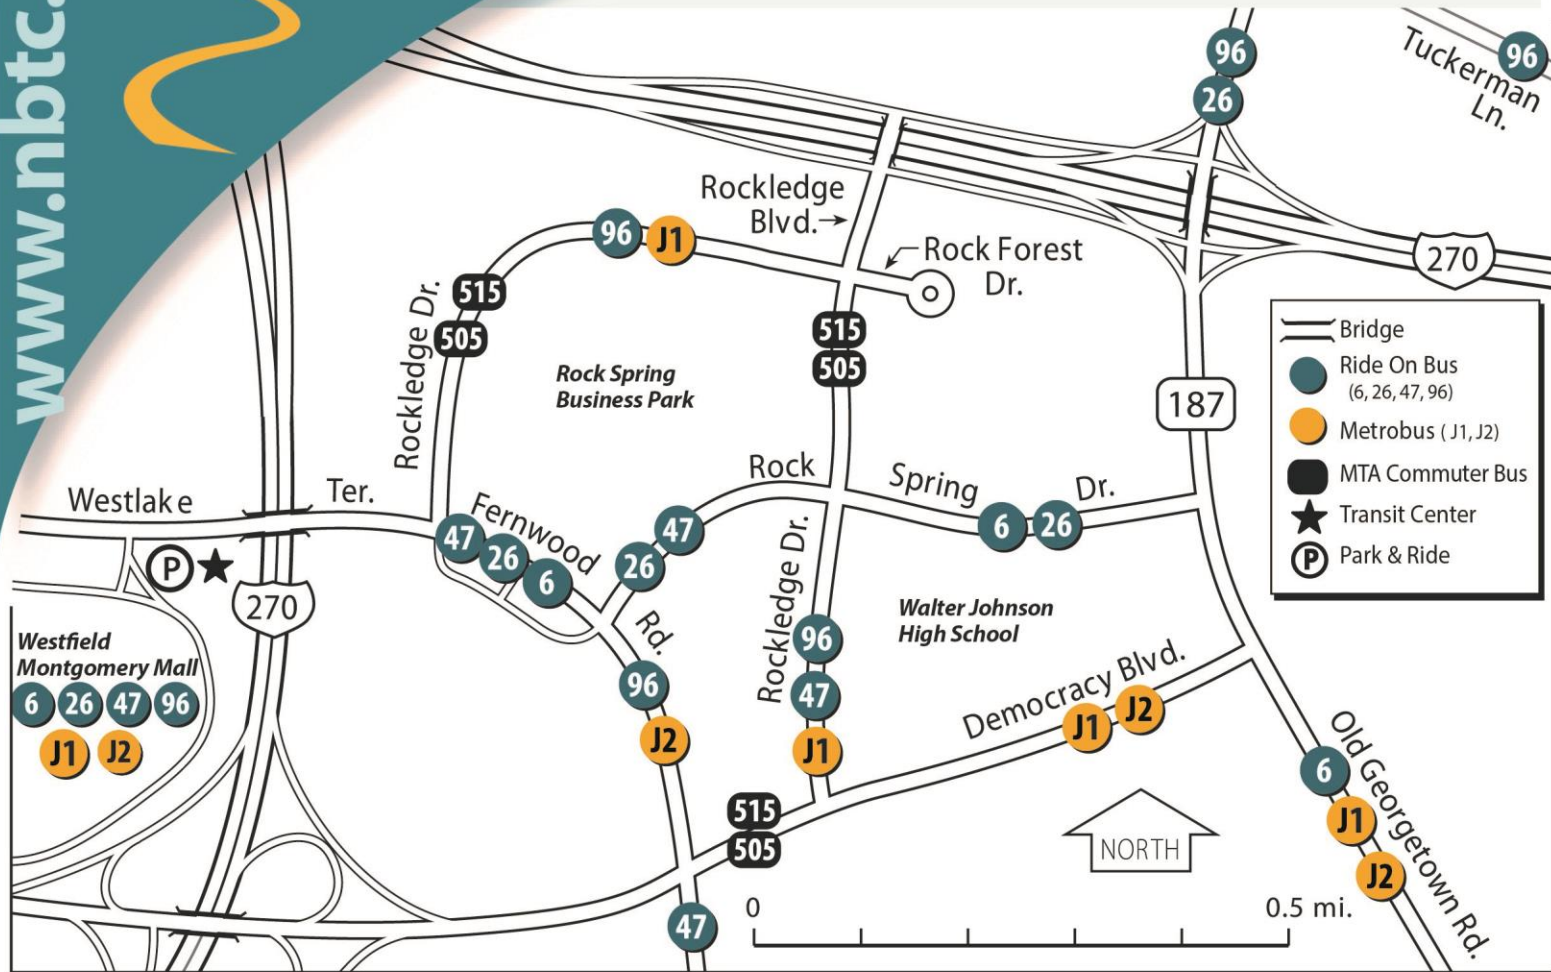 www.nbtc.
96
26
96
Tuckerman
Ln.
Rockledge
Blvd.
96
J1
Rock Forest
Dr.
270
515
505
Rockledge Dr.
515
505
Rock Spring
Business Park
187
Bridge
Ride On Bus
(6, 26, 47, 96)
Metrobus ( J1, J2)
MTA Commuter Bus
Transit Center
P Park & Ride
Westlake Ter.
Rock Spring Dr.
Fernwood Rd.
47
26
6
47
26
6
26
P
270
Rockledge Dr.
Walter Johnson
High School
Westfield
Montgomery Mall
6 26 47 96
J1 J2
96
J2
96
47
J1
Democracy Blvd.
J1 J2
Old Georgetown Rd.
6
J1
J2
515
505
NORTH
47
0 0.5 mi.